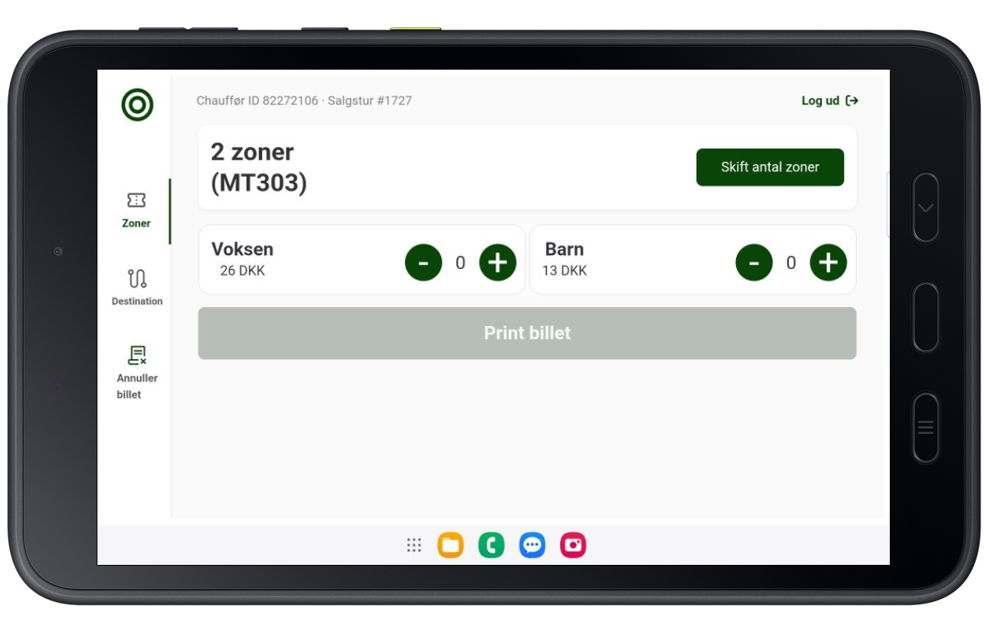 Chauffør ID 82272106 · Salgstur #1727
Log ud
2 zoner
(MT303)
Skift antal zoner
Zoner
Voksen
26 DKK
- 0 +
Barn
13 DKK
- 0 +
Destination
Print billet
Annuller
billet